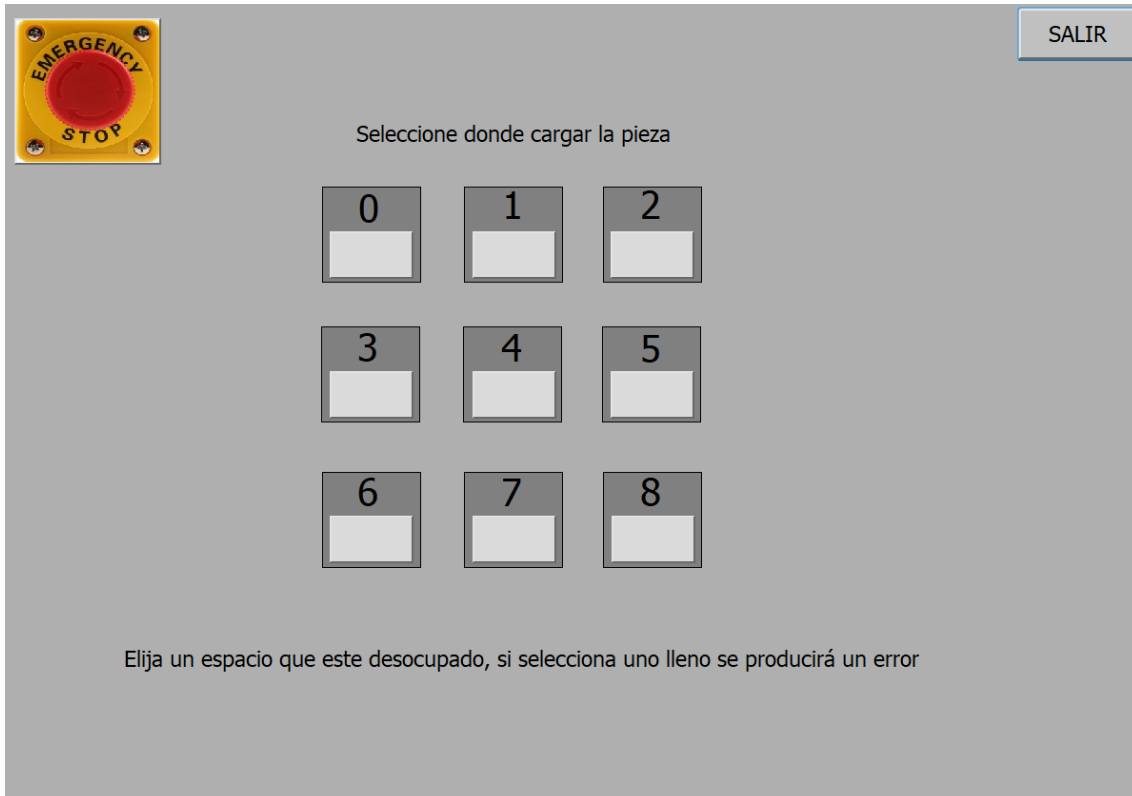 EMERGENCY
STOP
SALIR
Seleccione donde cargar la pieza
0 1 2
3 4 5
6 7 8
Elija un espacio que este desocupado, si selecciona uno lleno se producirá un error